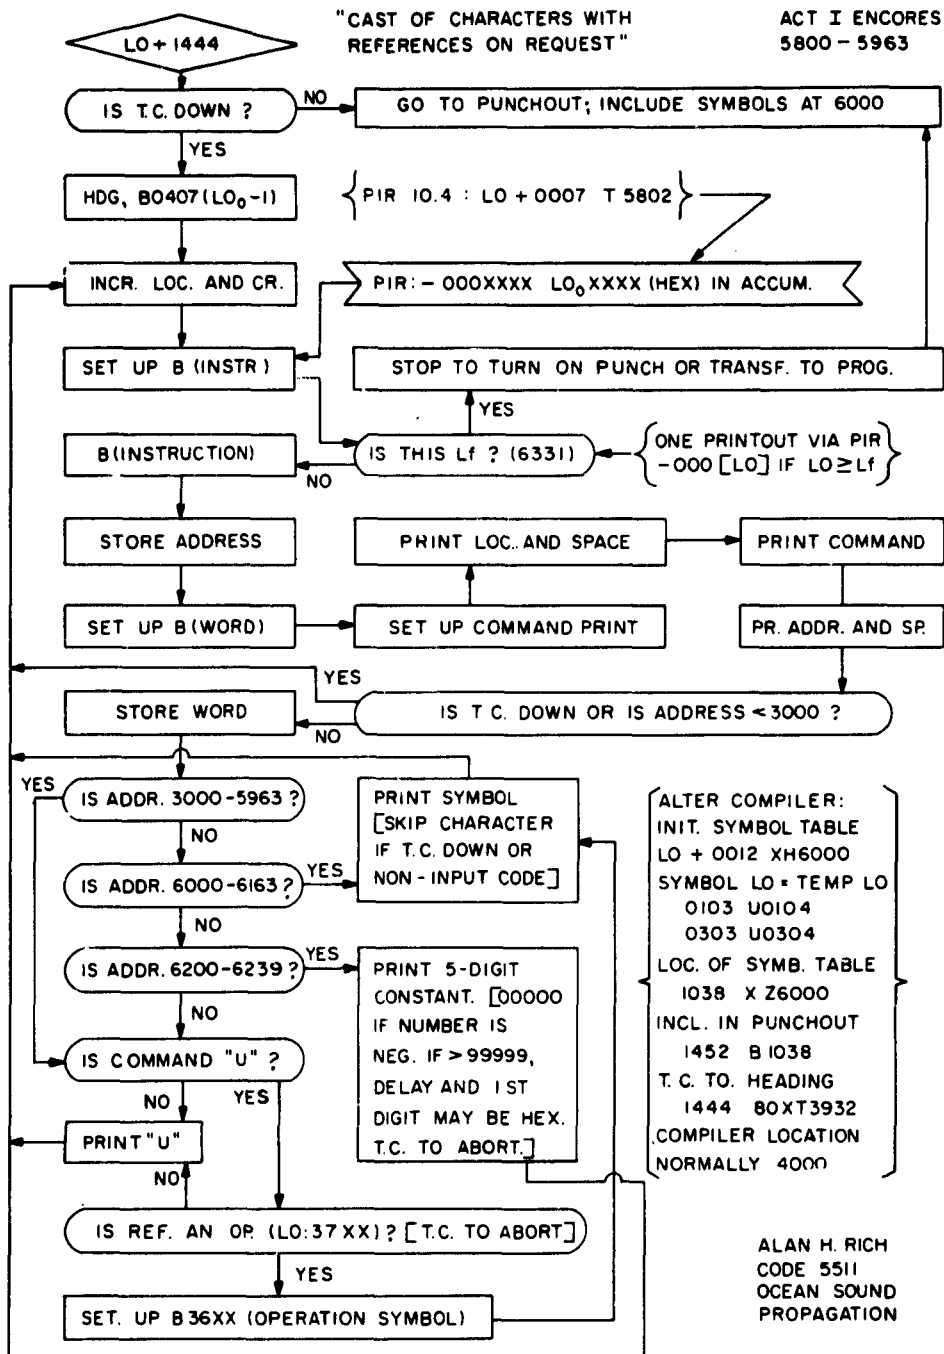 "CAST OF CHARACTERS WITH
REFERENCES ON REQUEST"
ACT I ENCORES
5800-5963
LO+1444
IS T.C. DOWN ?
NO
GO TO PUNCHOUT; INCLUDE SYMBOLS AT 6000
YES
HDG, B0407(LO₀-1)
{PIR 10.4 : LO + 0007 T 5802}
INCR. LOC. AND CR.
PIR:- 000XXXX LO₀XXXX (HEX) IN ACCUM.
SET UP B (INSTR)
STOP TO TURN ON PUNCH OR TRANSF. TO PROG.
YES
B(INSTRUCTION)
IS THIS Lf ? (6331)
NO
{ONE PRINTOUT VIA PIR
-000 [LO] IF LO≥Lf}
STORE ADDRESS
PRINT LOC. AND SPACE
PRINT COMMAND
SET UP B(WORD)
SET UP COMMAND PRINT
PR. ADDR. AND SP.
YES
STORE WORD
IS T.C. DOWN OR IS ADDRESS < 3000 ?
NO
YES
IS ADDR. 3000-5963 ?
NO
PRINT SYMBOL
[SKIP CHARACTER
IF T.C. DOWN OR
NON-INPUT CODE]
IS ADDR. 6000-6163 ?
YES
NO
IS ADDR. 6200-6239 ?
YES
NO
PRINT 5-DIGIT
CONSTANT. [00000
IF NUMBER IS
NEG. IF > 99999,
DELAY AND 1ST
DIGIT MAY BE HEX.
T.C. TO ABORT.]
IS COMMAND "U" ?
NO
YES
PRINT "U"
NO
IS REF. AN OP. (LO:37XX) ? [T.C. TO ABORT]
YES
SET. UP B36XX (OPERATION SYMBOL)
ALTER COMPILER:
INIT. SYMBOL TABLE
LO + 0012 XH6000
SYMBOL LO = TEMP LO
0103 U0104
0303 U0304
LOC. OF SYMB. TABLE
1038 X Z6000
INCL. IN PUNCHOUT
1452 B 1038
T. C. TO. HEADING
1444 80XT3932
COMPILER LOCATION
NORMALLY 4000
ALAN H. RICH
CODE 5511
OCEAN SOUND
PROPAGATION